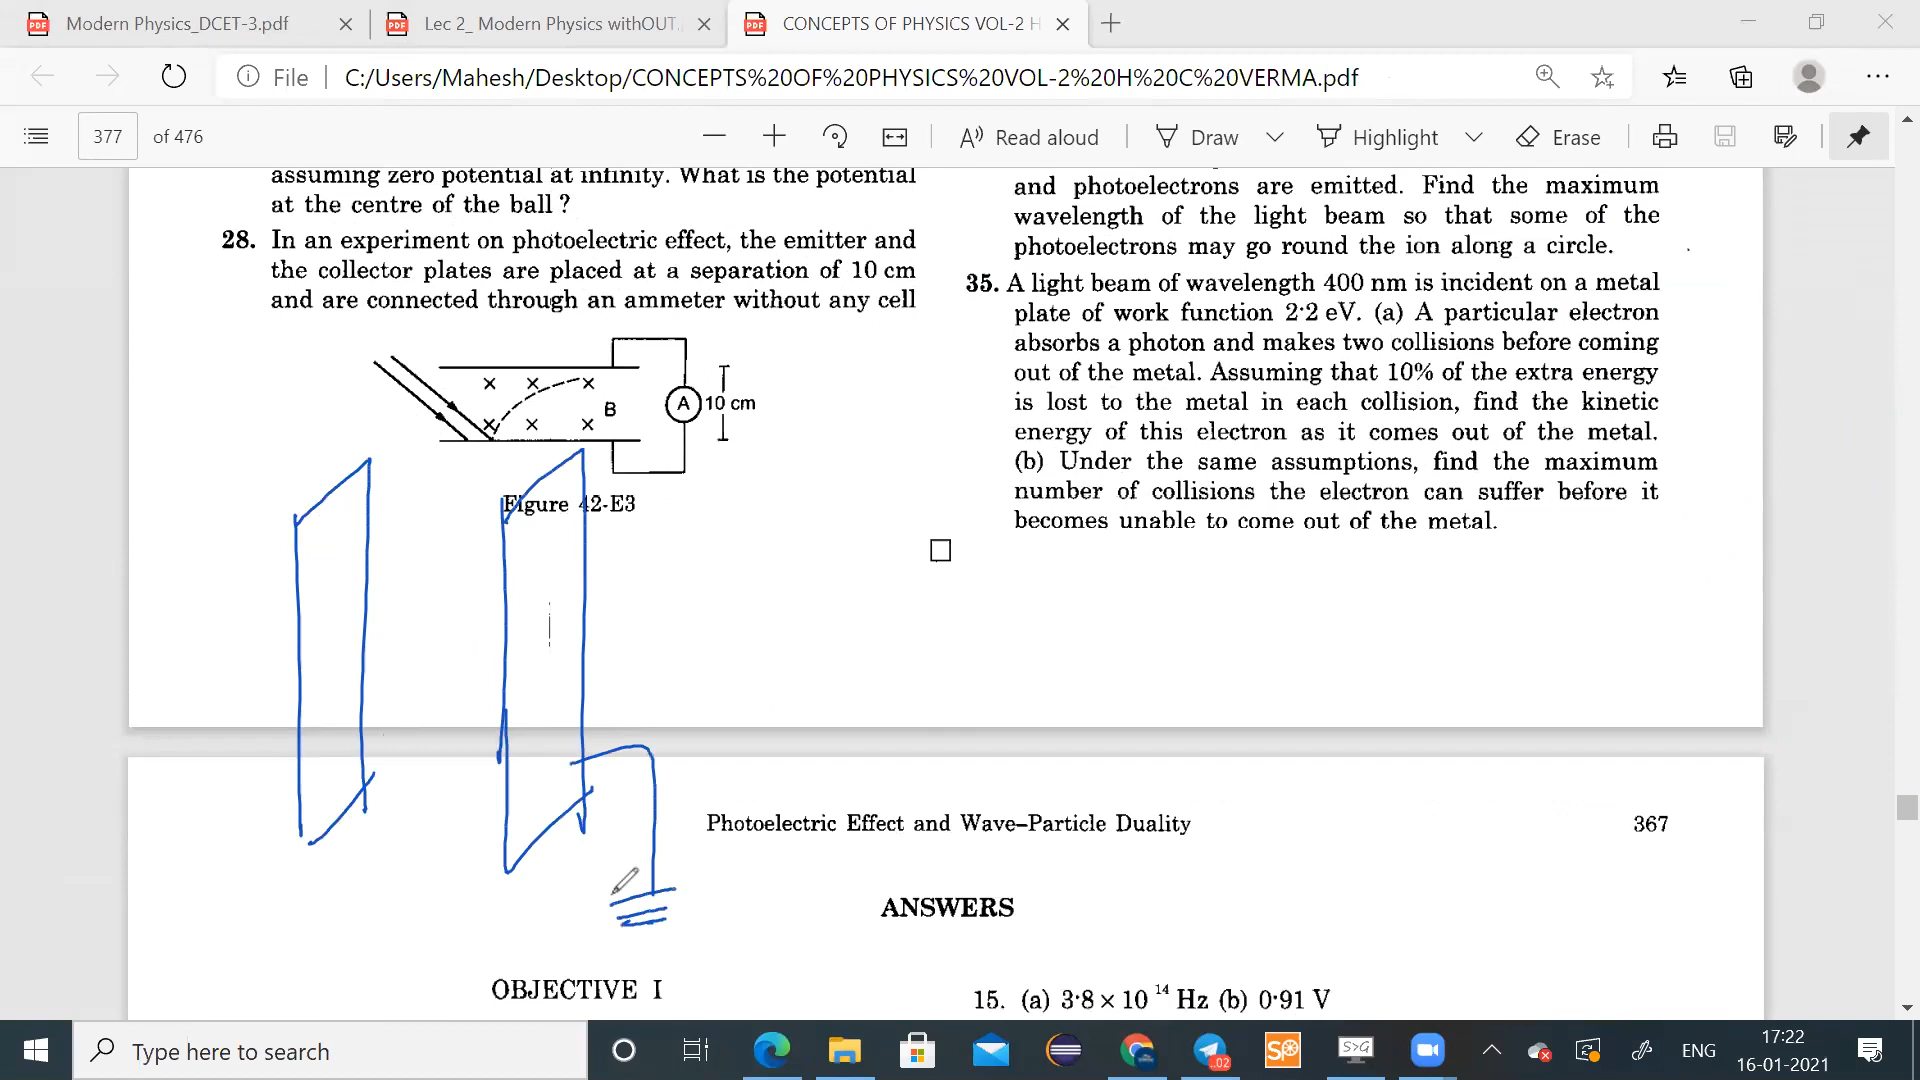 Modern Physics_DCET-3.pdf
Lec 2_ Modern Physics withOUT.
CONCEPTS OF PHYSICS VOL-2 H
File
C:/Users/Mahesh/Desktop/CONCEPTS%20OF%20PHYSICS%20VOL-2%20H%20C%20VERMA.pdf
377 of 476
Read aloud
Draw
Highlight
Erase
assuming zero potential at infinity. What is the potential
at the centre of the ball ?
28. In an experiment on photoelectric effect, the emitter and
the collector plates are placed at a separation of 10 cm
and are connected through an ammeter without any cell
× × ×
B
A
10 cm
× × ×
Figure 42-E3
and photoelectrons are emitted. Find the maximum
wavelength of the light beam so that some of the
photoelectrons may go round the ion along a circle.
35. A light beam of wavelength 400 nm is incident on a metal
plate of work function 2·2 eV. (a) A particular electron
absorbs a photon and makes two collisions before coming
out of the metal. Assuming that 10% of the extra energy
is lost to the metal in each collision, find the kinetic
energy of this electron as it comes out of the metal.
(b) Under the same assumptions, find the maximum
number of collisions the electron can suffer before it
becomes unable to come out of the metal.
Photoelectric Effect and Wave–Particle Duality
367
ANSWERS
OBJECTIVE I
15. (a) 3·8 × 10 14 Hz (b) 0·91 V
Type here to search
02
S>G
ENG
17:22
16-01-2021